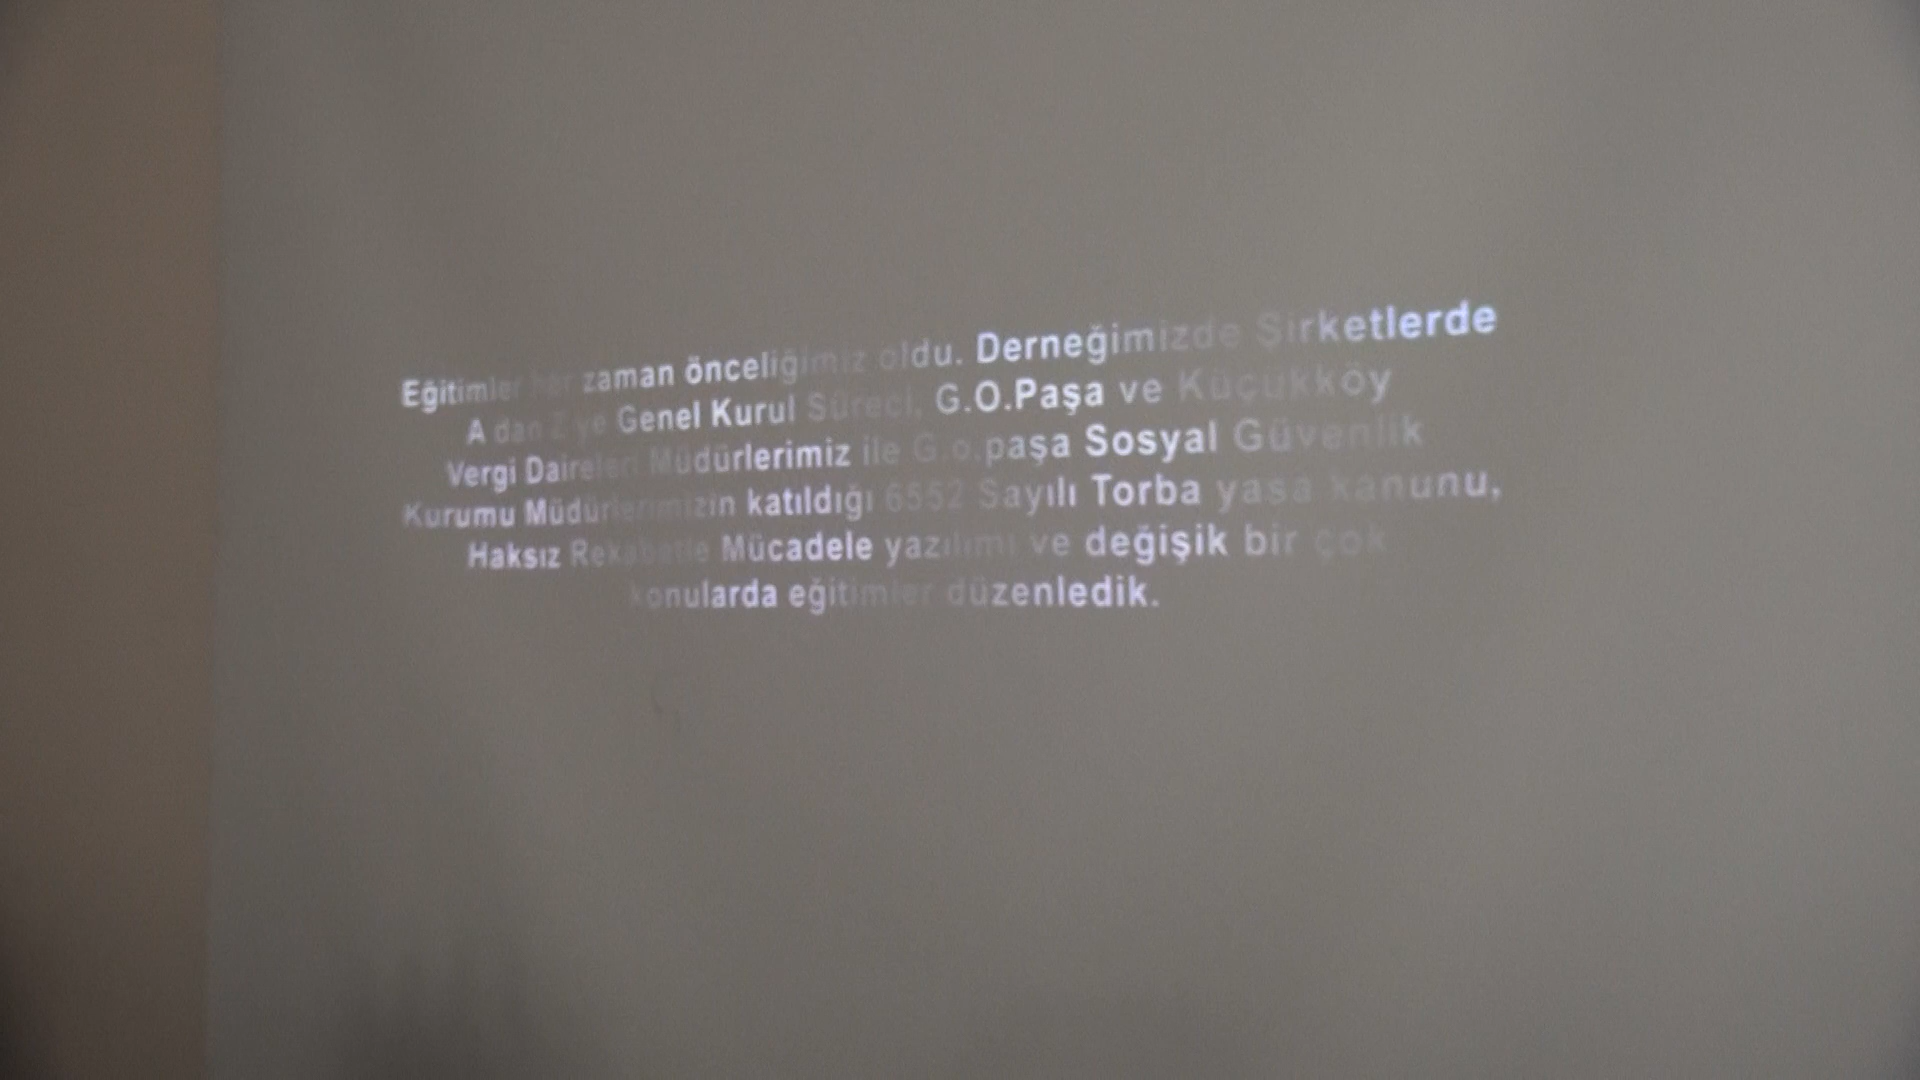 Eğitimler her zaman önceliğimiz oldu. Derneğimizde Şirketlerde
A dan Z ye Genel Kurul Süreci, G.O.Paşa ve Küçükköy
Vergi Daireleri Müdürlerimiz ile G.o.paşa Sosyal Güvenlik
Kurumu Müdürlerimizin katıldığı 6552 Sayılı Torba yasa kanunu,
Haksız Rekabetle Mücadele yazılımı ve değişik bir çok
konularda eğitimler düzenledik.